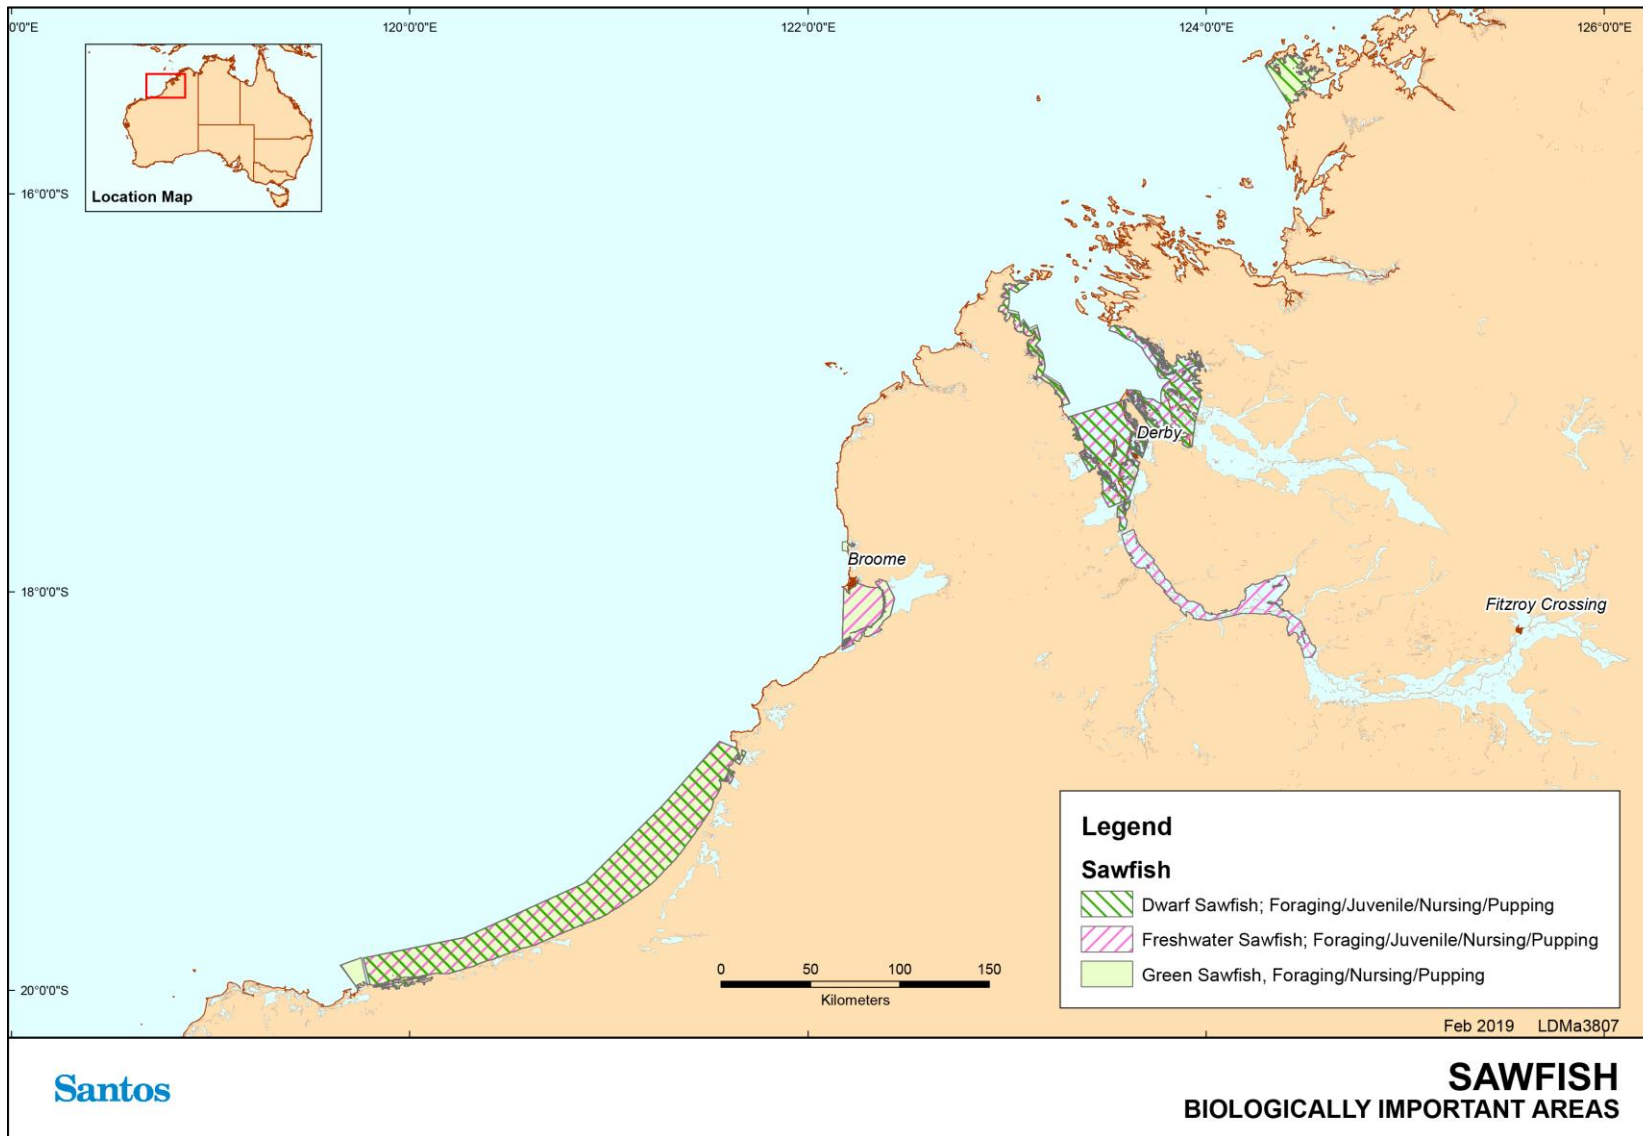 0'0"E
120°0'0"E
122°0'0"E
124°0'0"E
126°0'0"E
Location Map
16°0'0"S
Derby
Broome
18°0'0"S
Fitzroy Crossing
Legend
Sawfish
Dwarf Sawfish; Foraging/Juvenile/Nursing/Pupping
Freshwater Sawfish; Foraging/Juvenile/Nursing/Pupping
Green Sawfish, Foraging/Nursing/Pupping
0 50 100 150
Kilometers
20°0'0"S
Feb 2019 LDMa3807
Santos
SAWFISH
BIOLOGICALLY IMPORTANT AREAS